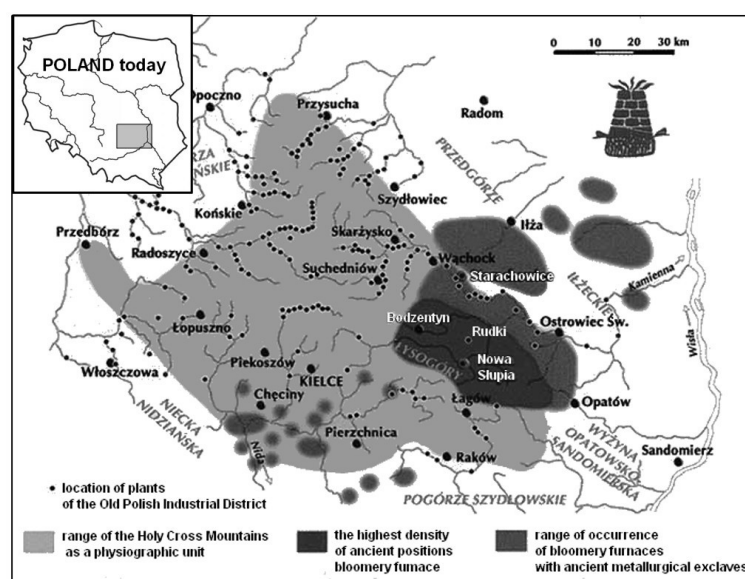 POLAND today
0 10 20 30 km
OPOCZNO
Przysucha
Radom
PRZEDGÓRZE
Szydłowiec
Końskie
Iłża
Przedbórz
Skarżysko
Radoszyce
Wąchock
IŁŻECKIE
Suchedniów
Starachowice
Kamienna
Bodzentyn
Łopuszno
Rudki
Ostrowiec Św.
Wisła
ŁYSOGÓRY
Nowa
Słupia
Piekoszów
Włoszczowa
KIELCE
Chęciny
Łagów
Opatów
NIECKA
NIDZIAŃSKA
Nida
Pierzchnica
WYŻYNA
OPATOWSKO-
SANDOMIERSKA
Raków
Sandomierz
POGÓRZE SZYDŁOWSKIE
location of plants
of the Old Polish Industrial District
range of the Holy Cross Mountains
as a physiographic unit
the highest density
of ancient positions
bloomery fumace
range of occurrence
of bloomery furnaces
with ancient metallurgical exclaves